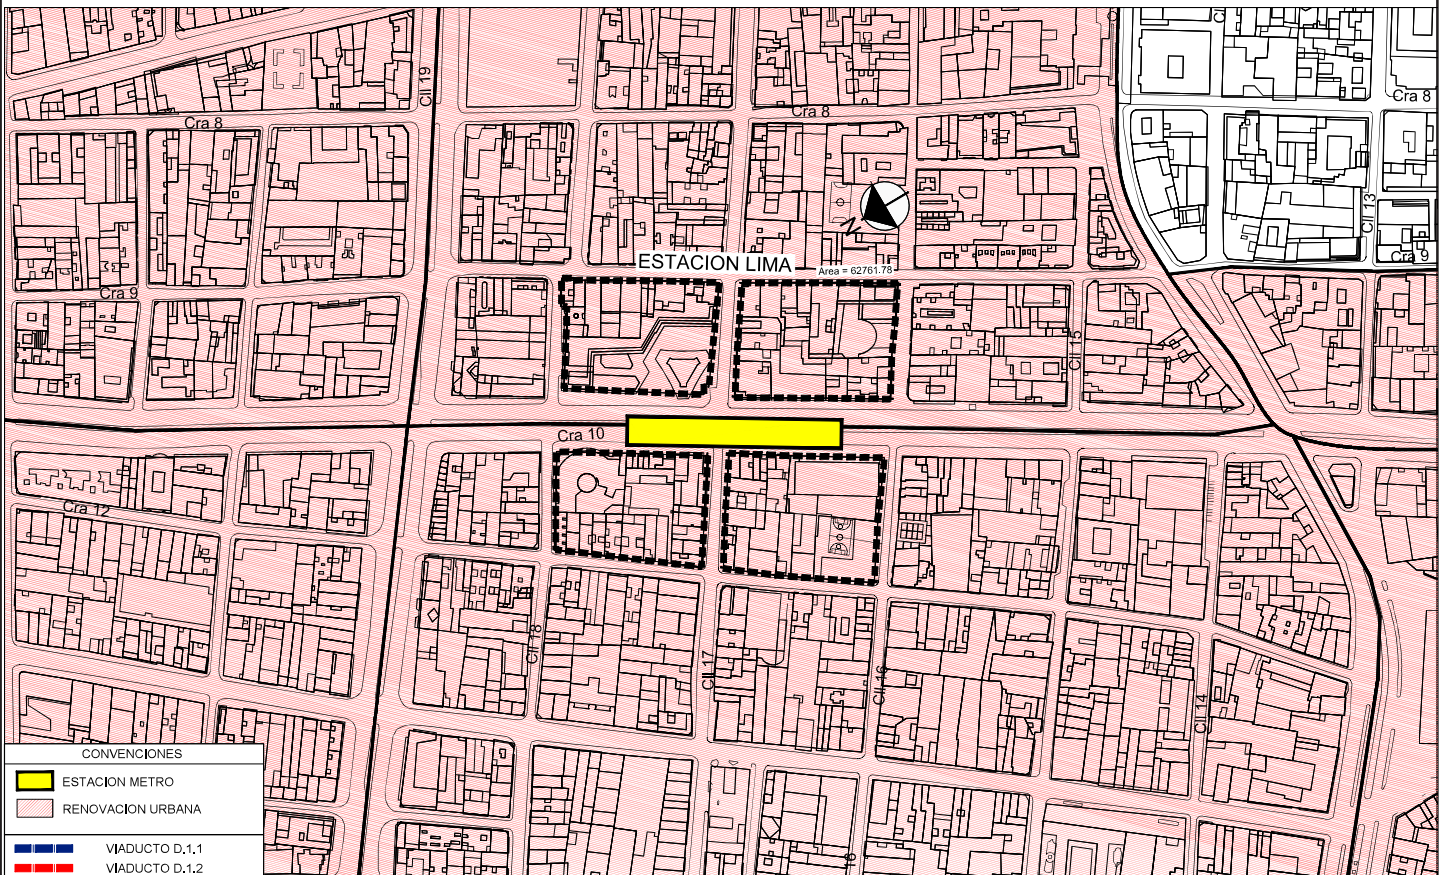 Cll 19
Cra 8
Cra 8
Cra 8
Cll 13
N
ESTACION LIMA
Area = 62761.78
Cra 9
Cra 9
Cll 15
Cra 10
Cra 12
Cll 18
Cll 17
Cll 16
Cll 14
16
CONVENCIONES
ESTACION METRO
RENOVACION URBANA
VIADUCTO D.1.1
VIADUCTO D.1.2